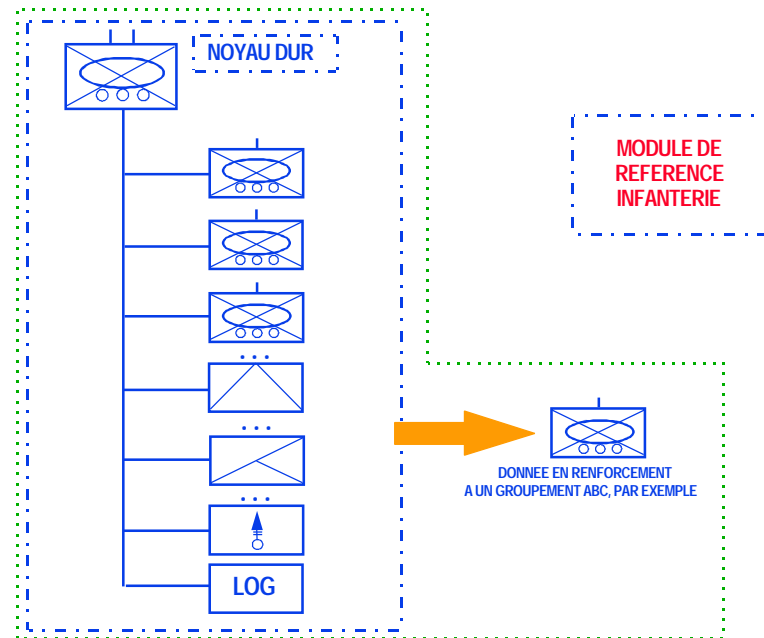 NOYAU DUR
MODULE DE
REFERENCE
INFANTERIE
DONNEE EN RENFORCEMENT
A UN GROUPEMENT ABC, PAR EXEMPLE
LOG